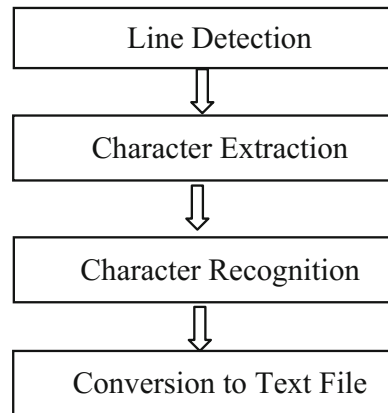 Line Detection
Character Extraction
Character Recognition
Conversion to Text File